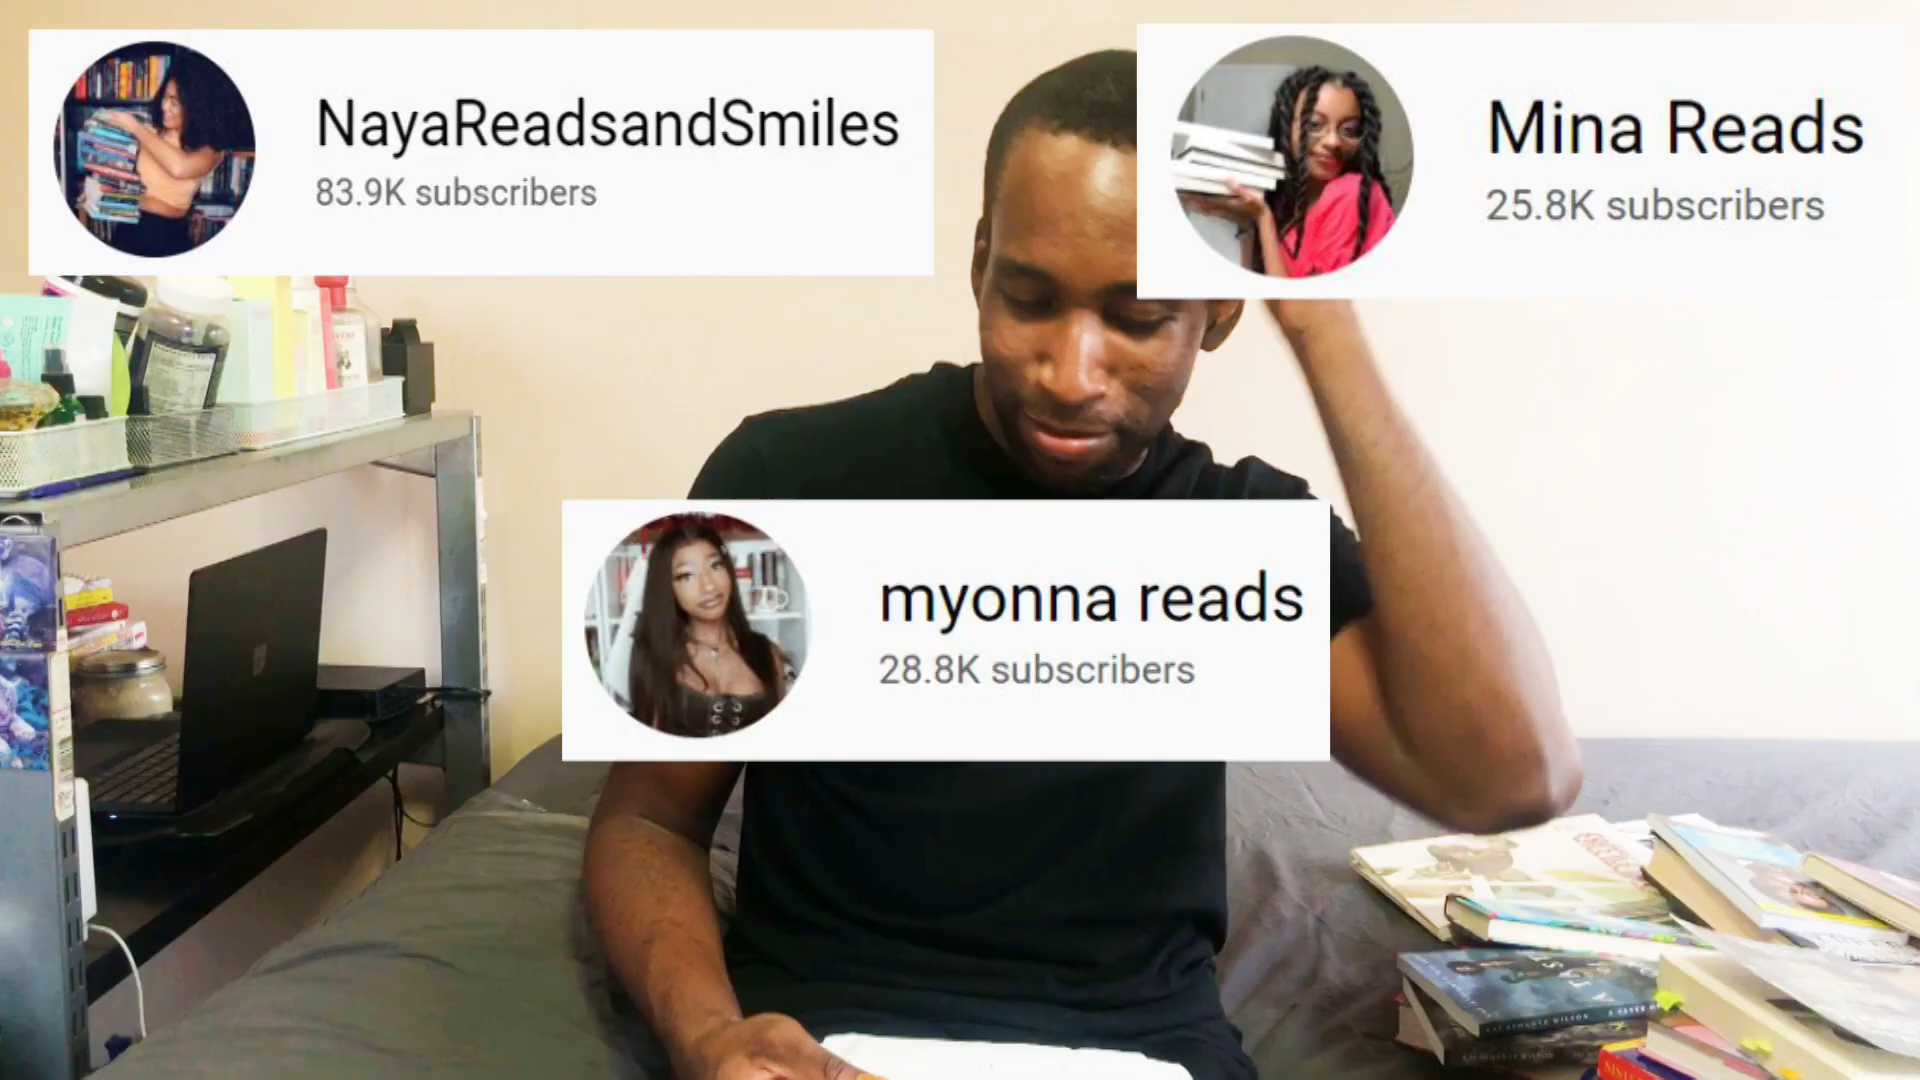 NayaReadsandSmiles
83.9K subscribers
Mina Reads
25.8K subscribers
myonna reads
28.8K subscribers